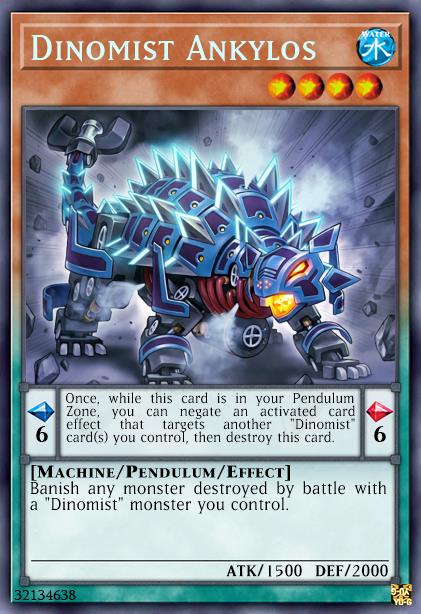 DINOMIST ANKYLOS
WATER
水
Once, while this card is in your Pendulum
Zone, you can negate an activated card
effect that targets another "Dinomist"
card(s) you control, then destroy this card.
6
6
[MACHINE/PENDULUM/EFFECT]
Banish any monster destroyed by battle with
a "Dinomist" monster you control.
ATK/1500 DEF/2000
32134638